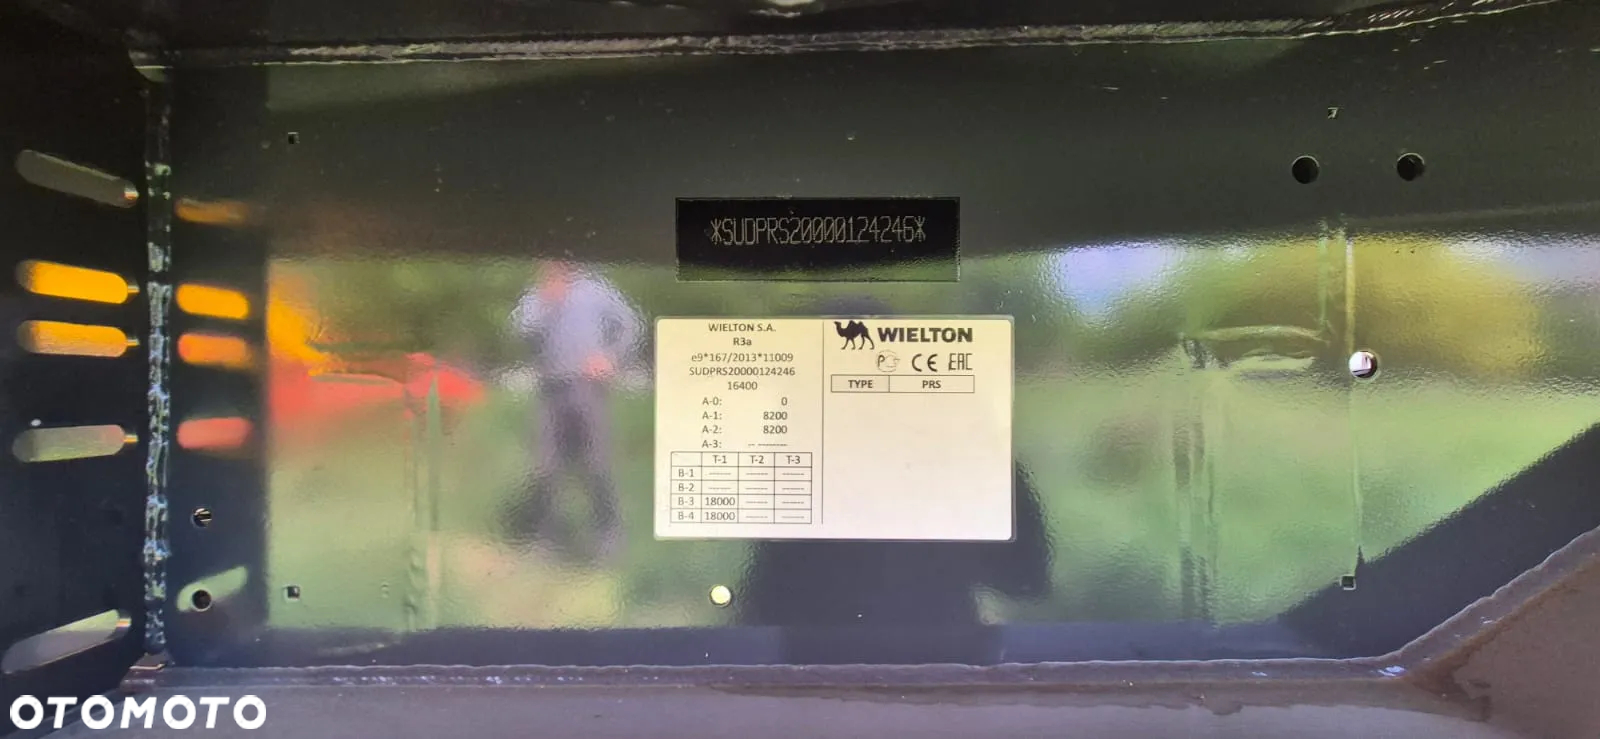 *SUDPRS20000124246*
WIELTON S.A.
R3a
e9*167/2013*11009
SUDPRS20000124246
16400
A-0: 0
A-1: 8200
A-2: 8200
A-3: -- --------
T-1 T-2 T-3
B-1 ------ ------ ------
B-2 ------ ------ ------
B-3 18000 ------ ------
B-4 18000 ------ ------
WIELTON
CE EAC
TYPE PRS
OTOMOTO